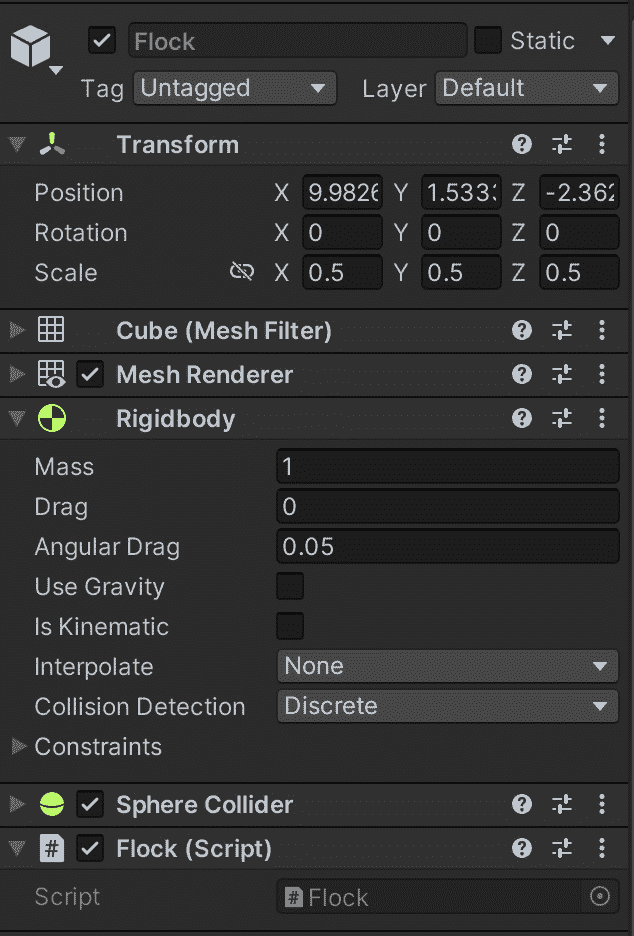 Flock Static
Tag Untagged Layer Default
Transform
Position X 9.9826 Y 1.533 Z -2.362
Rotation X 0 Y 0 Z 0
Scale X 0.5 Y 0.5 Z 0.5
Cube (Mesh Filter)
Mesh Renderer
Rigidbody
Mass 1
Drag 0
Angular Drag 0.05
Use Gravity
Is Kinematic
Interpolate None
Collision Detection Discrete
Constraints
Sphere Collider
# Flock (Script)
Script # Flock